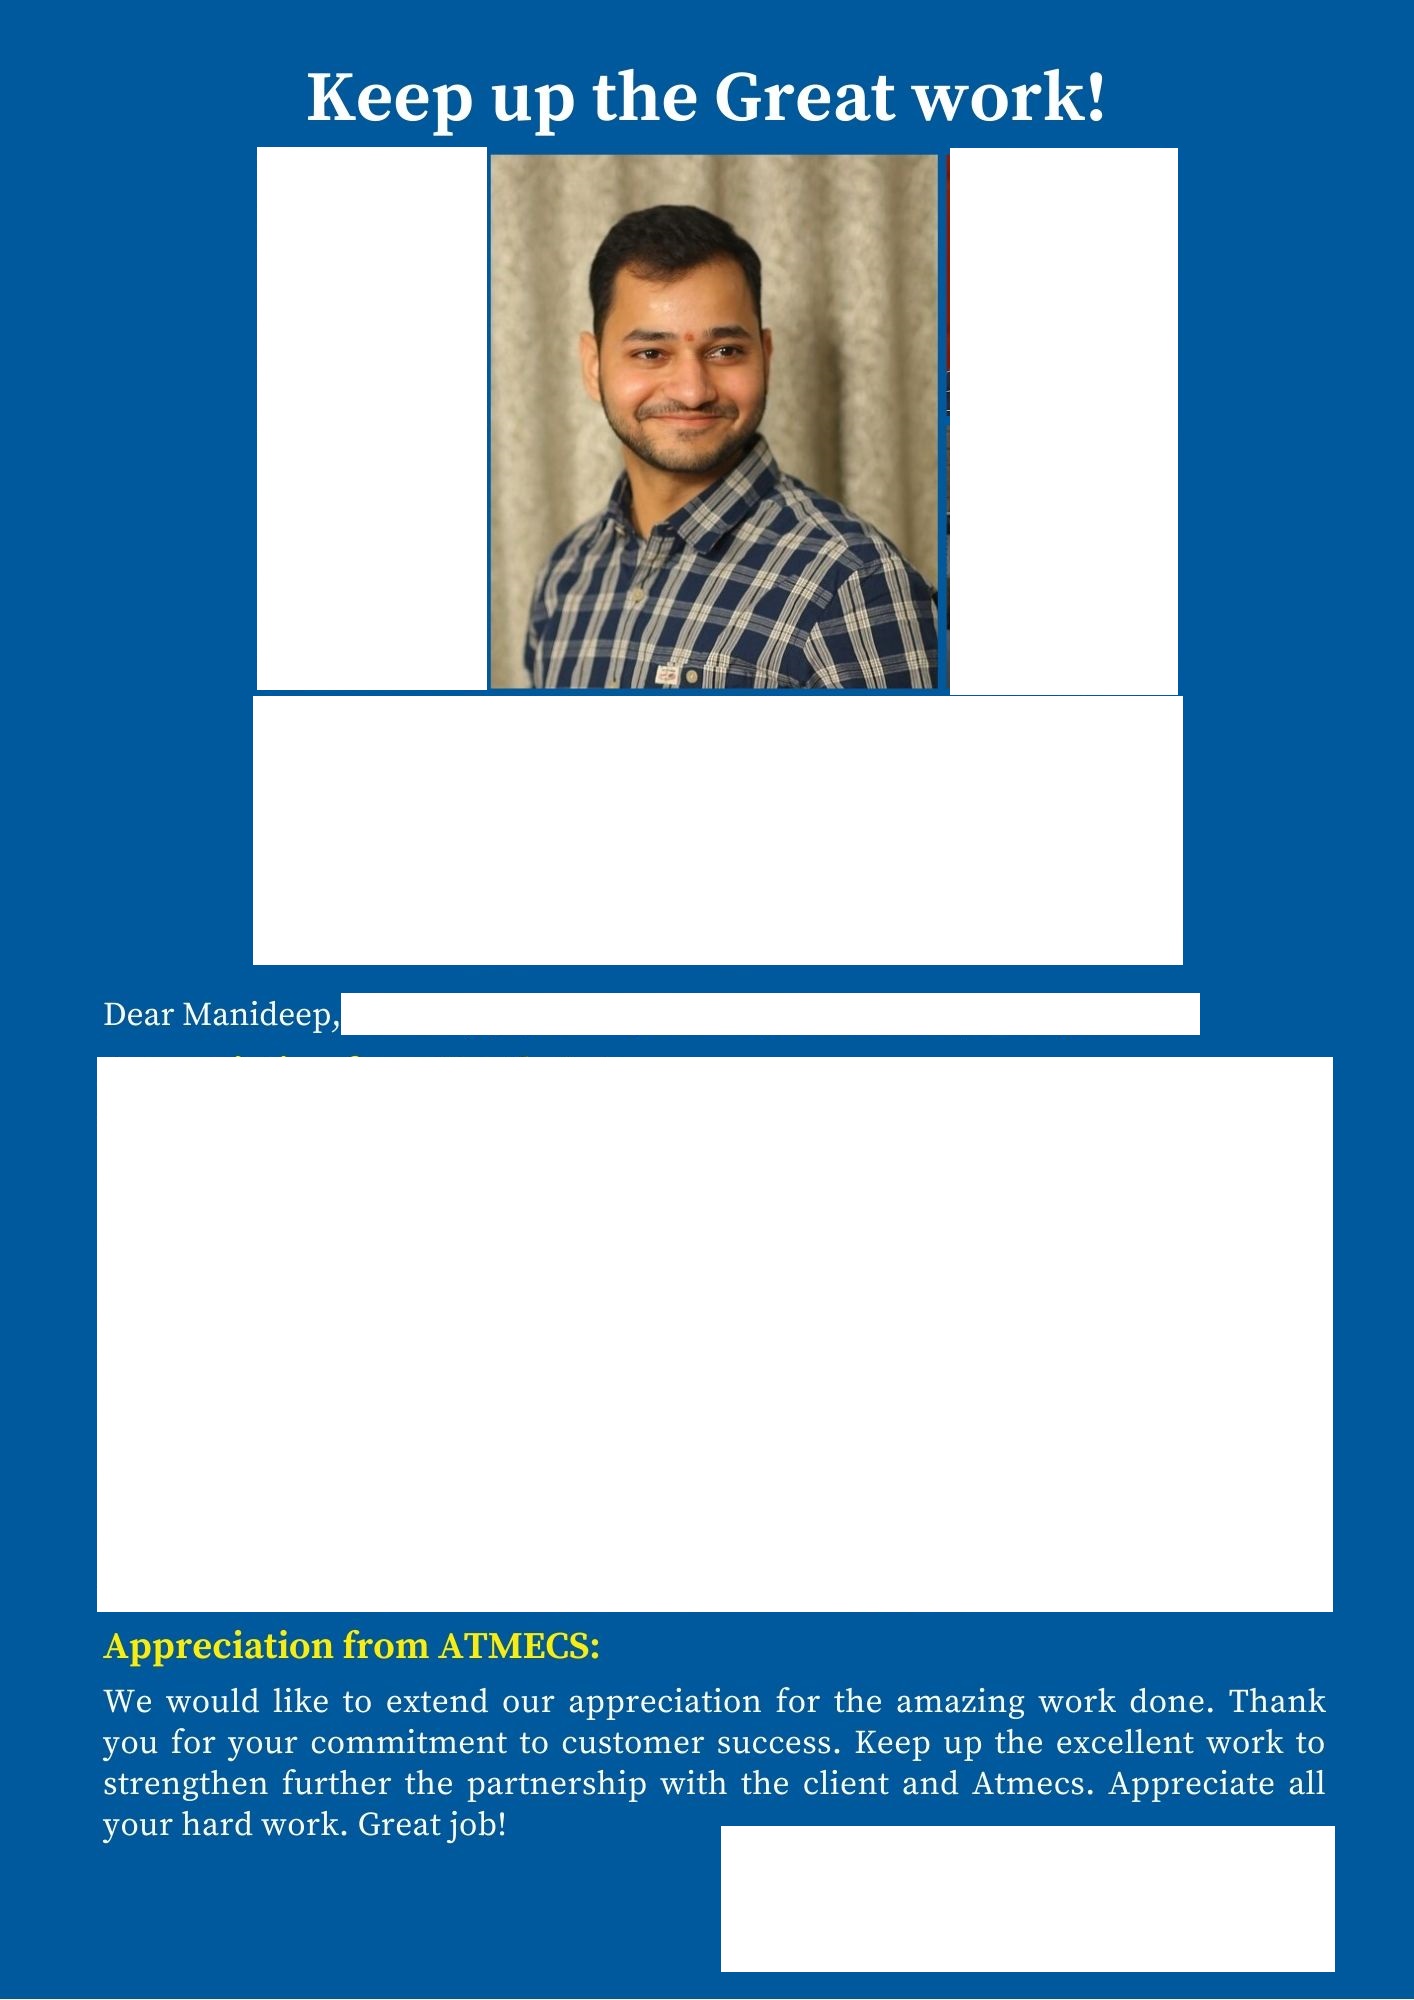 Keep up the Great work!
Dear Manideep,
Appreciation from ATMECS:
We would like to extend our appreciation for the amazing work done. Thank
you for your commitment to customer success. Keep up the excellent work to
strengthen further the partnership with the client and Atmecs. Appreciate all
your hard work. Great job!